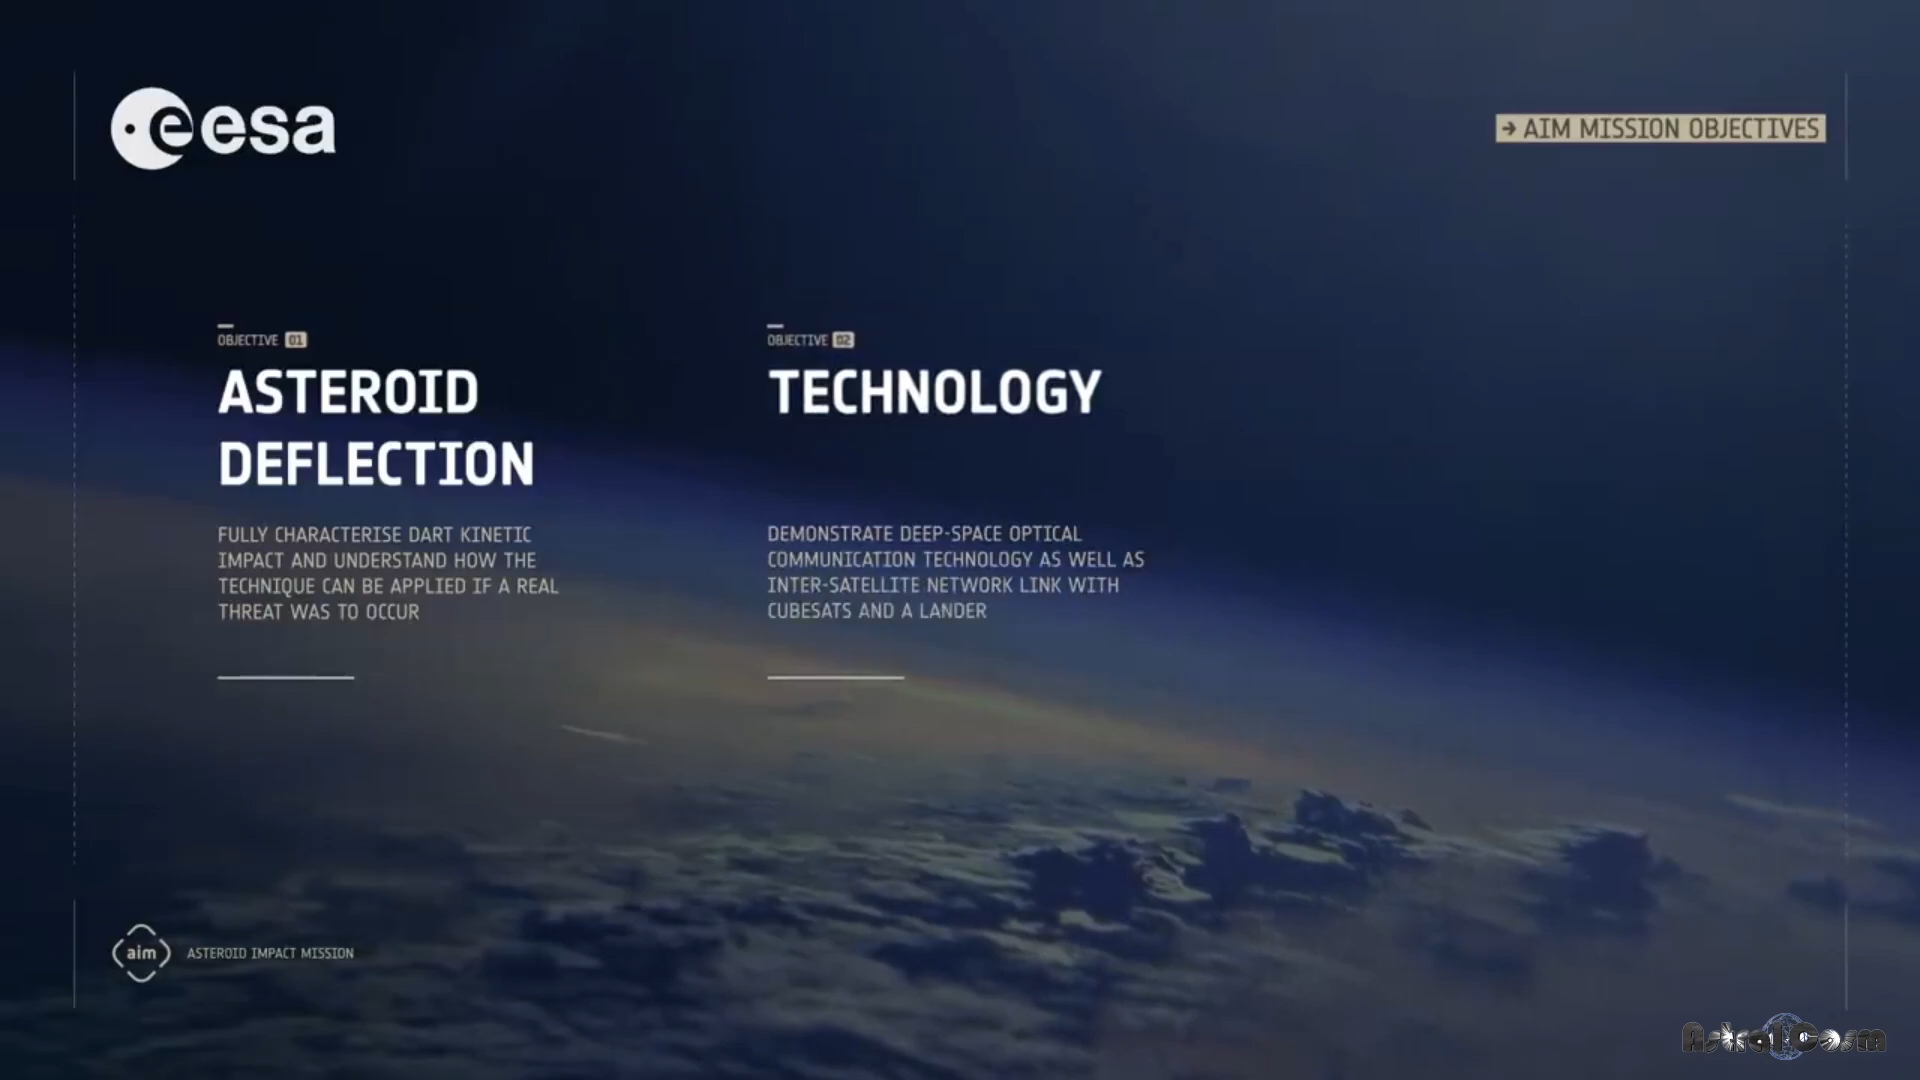 esa
→ AIM MISSION OBJECTIVES
OBJECTIVE 01
ASTEROID
DEFLECTION
FULLY CHARACTERISE DART KINETIC
IMPACT AND UNDERSTAND HOW THE
TECHNIQUE CAN BE APPLIED IF A REAL
THREAT WAS TO OCCUR
OBJECTIVE 02
TECHNOLOGY
DEMONSTRATE DEEP-SPACE OPTICAL
COMMUNICATION TECHNOLOGY AS WELL AS
INTER-SATELLITE NETWORK LINK WITH
CUBESATS AND A LANDER
aim
ASTEROID IMPACT MISSION
Astral Cosm